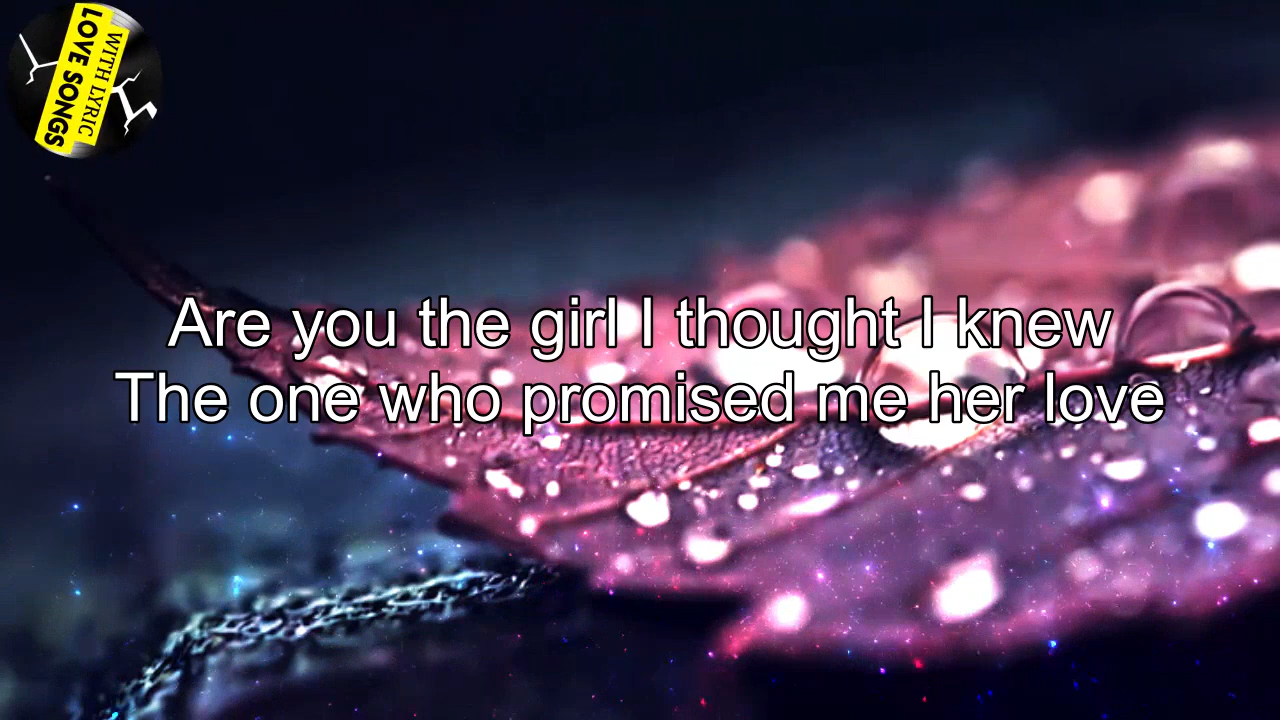 LOVE SONGS
WITH LYRIC
Are you the girl I thought I knew
The one who promised me her love